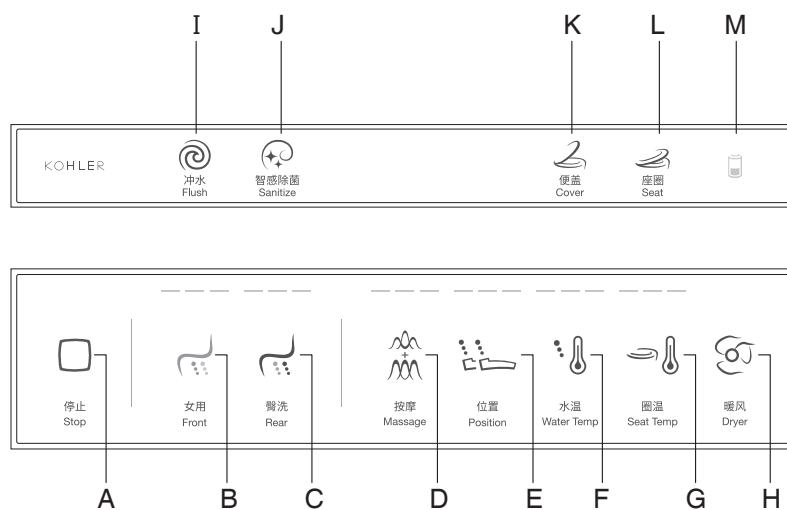 I J K L M
KOHLER
冲水 智感除菌 便盖 座圈
Flush Sanitize Cover Seat
停止 女用 臀洗 按摩 位置 水温 圈温 暖风
Stop Front Rear Massage Position Water Temp Seat Temp Dryer
A B C D E F G H